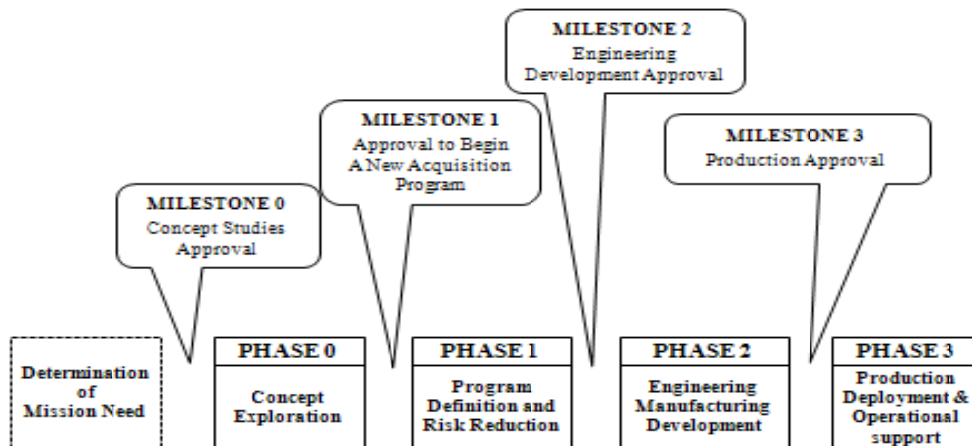 MILESTONE 2
Engineering
Development Approval
MILESTONE 1
Approval to Begin
A New Acquisition
Program
MILESTONE 3
Production Approval
MILESTONE 0
Concept Studies
Approval
Determination
of
Mission Need
PHASE 0
Concept
Exploration
PHASE 1
Program
Definition and
Risk Reduction
PHASE 2
Engineering
Manufacturing
Development
PHASE 3
Production
Deployment &
Operational
support